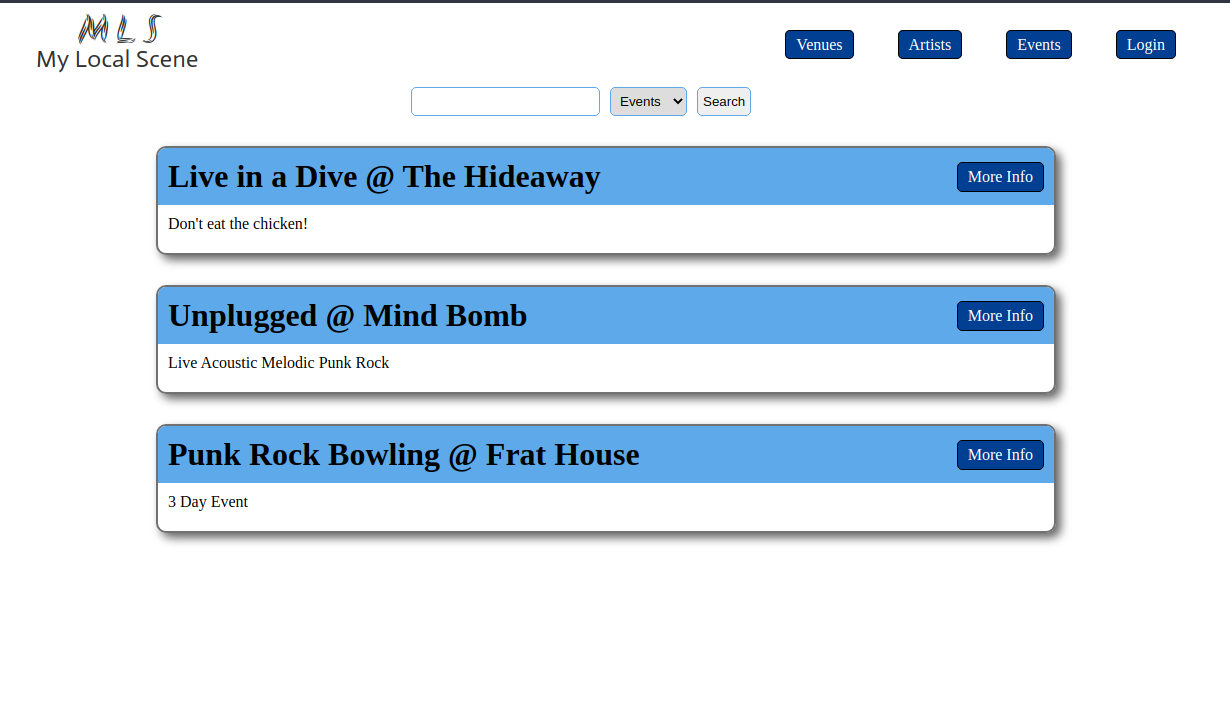 MLS
My Local Scene
Venues Artists Events Login
Events Search
Live in a Dive @ The Hideaway More Info
Don't eat the chicken!
Unplugged @ Mind Bomb More Info
Live Acoustic Melodic Punk Rock
Punk Rock Bowling @ Frat House More Info
3 Day Event